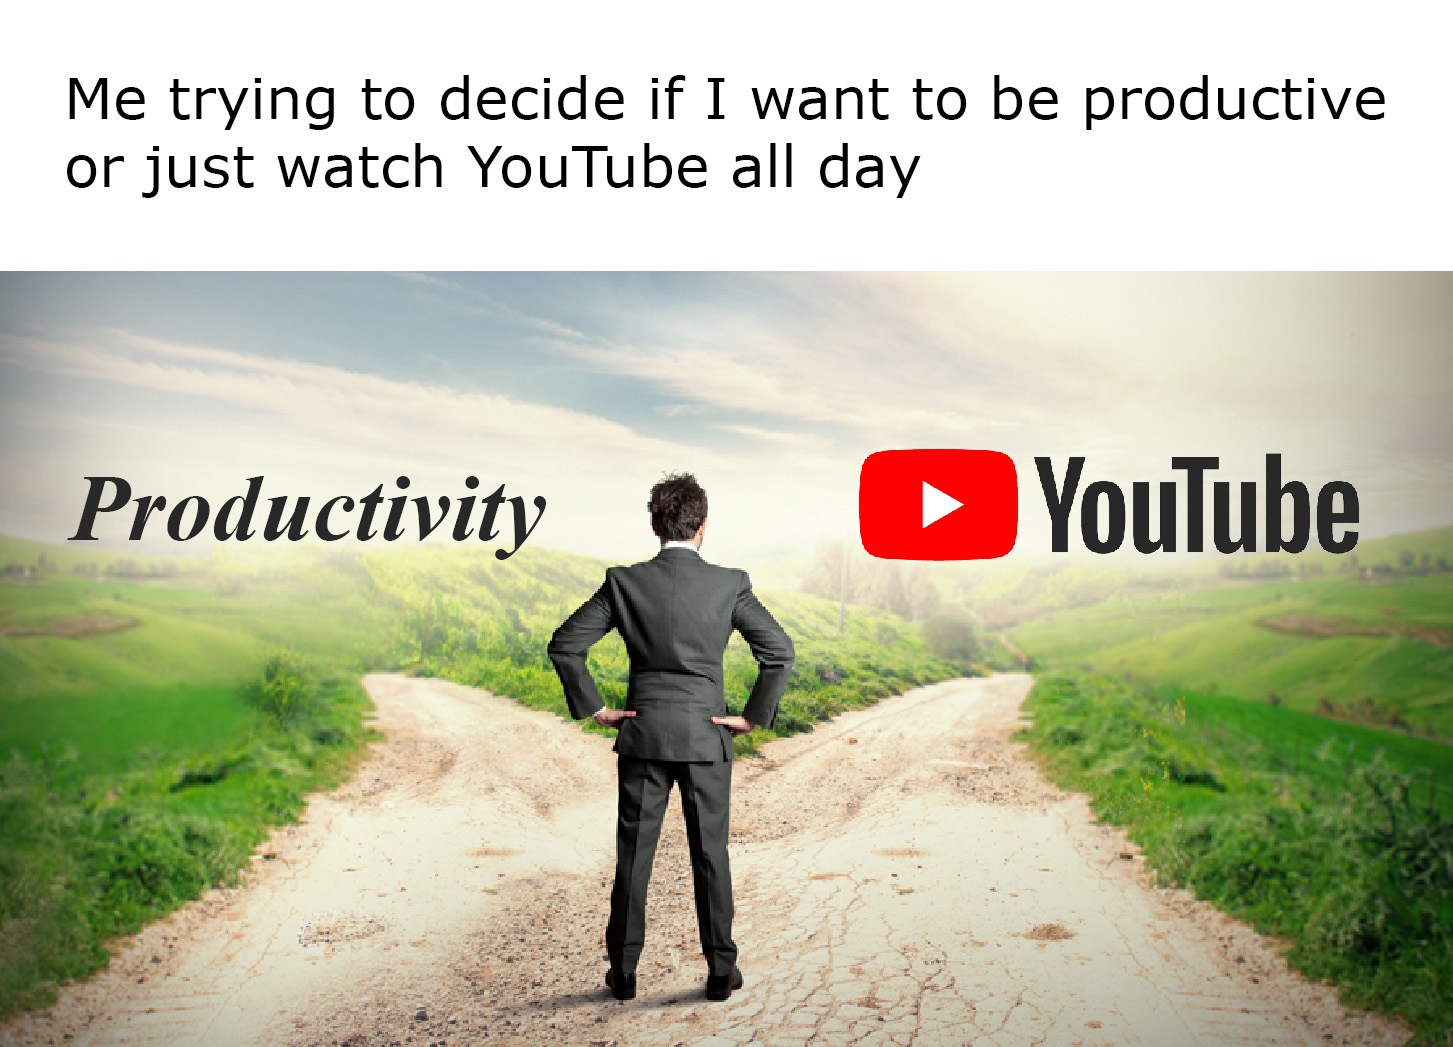 Me trying to decide if I want to be productive
or just watch YouTube all day
Productivity
YouTube